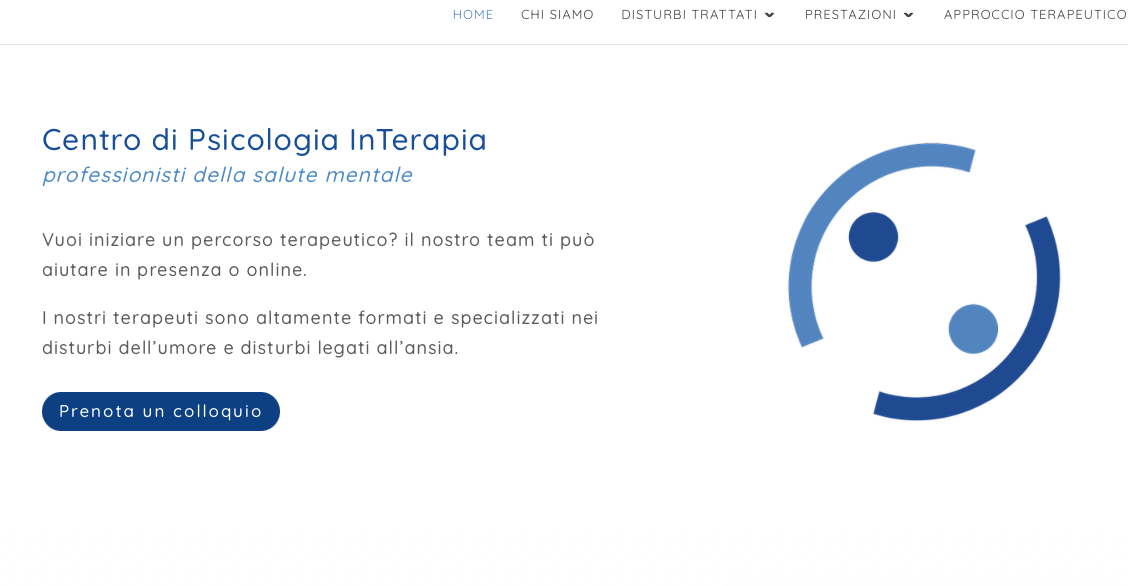 HOME CHI SIAMO DISTURBI TRATTATI PRESTAZIONI APPROCCIO TERAPEUTICO
Centro di Psicologia InTerapia
professionisti della salute mentale
Vuoi iniziare un percorso terapeutico? il nostro team ti può
aiutare in presenza o online.
I nostri terapeuti sono altamente formati e specializzati nei
disturbi dell’umore e disturbi legati all’ansia.
Prenota un colloquio